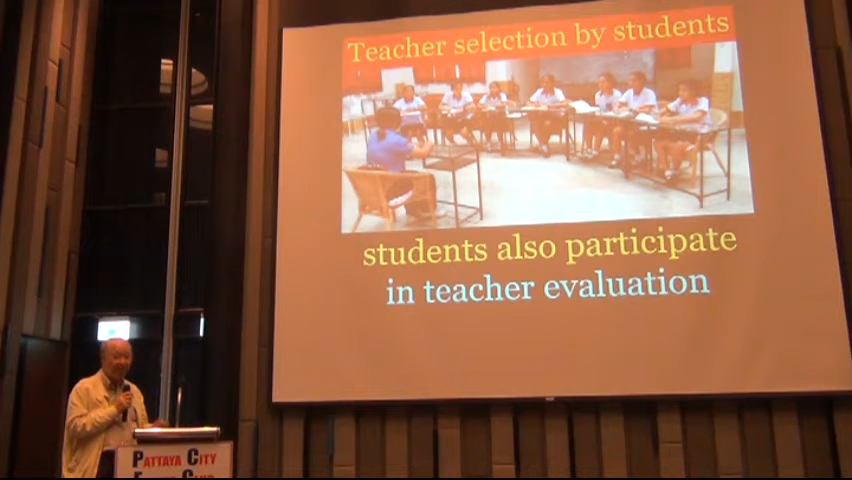 Teacher selection by students
students also participate
in teacher evaluation
PATTAYA CITY